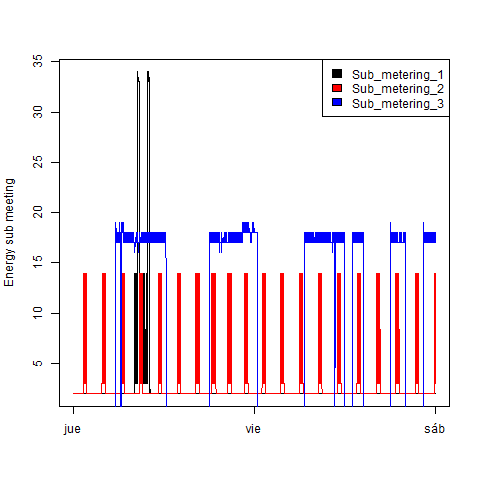 Sub_metering_1
Sub_metering_2
Sub_metering_3
Energy sub meeting
35
30
25
20
15
10
5
jue
vie
sáb